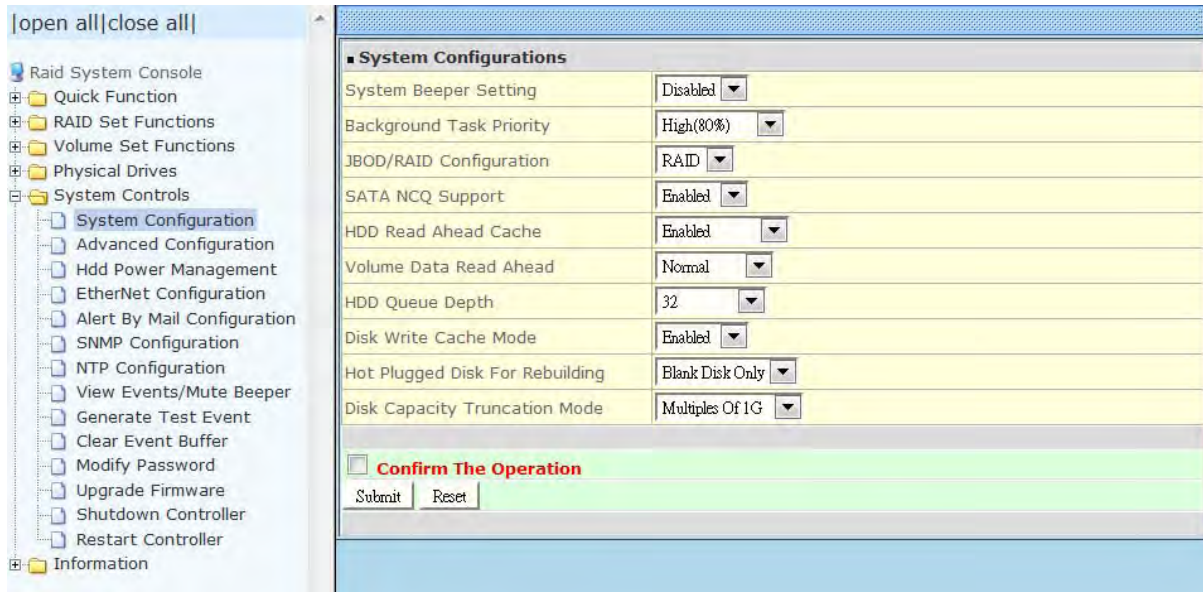 |open all|close all|
Raid System Console
Quick Function
RAID Set Functions
Volume Set Functions
Physical Drives
System Controls
System Configuration
Advanced Configuration
Hdd Power Management
EtherNet Configuration
Alert By Mail Configuration
SNMP Configuration
NTP Configuration
View Events/Mute Beeper
Generate Test Event
Clear Event Buffer
Modify Password
Upgrade Firmware
Shutdown Controller
Restart Controller
Information
System Configurations
System Beeper Setting Disabled
Background Task Priority High(80%)
JBOD/RAID Configuration RAID
SATA NCQ Support Enabled
HDD Read Ahead Cache Enabled
Volume Data Read Ahead Normal
HDD Queue Depth 32
Disk Write Cache Mode Enabled
Hot Plugged Disk For Rebuilding Blank Disk Only
Disk Capacity Truncation Mode Multiples Of 1G
Confirm The Operation
Submit Reset